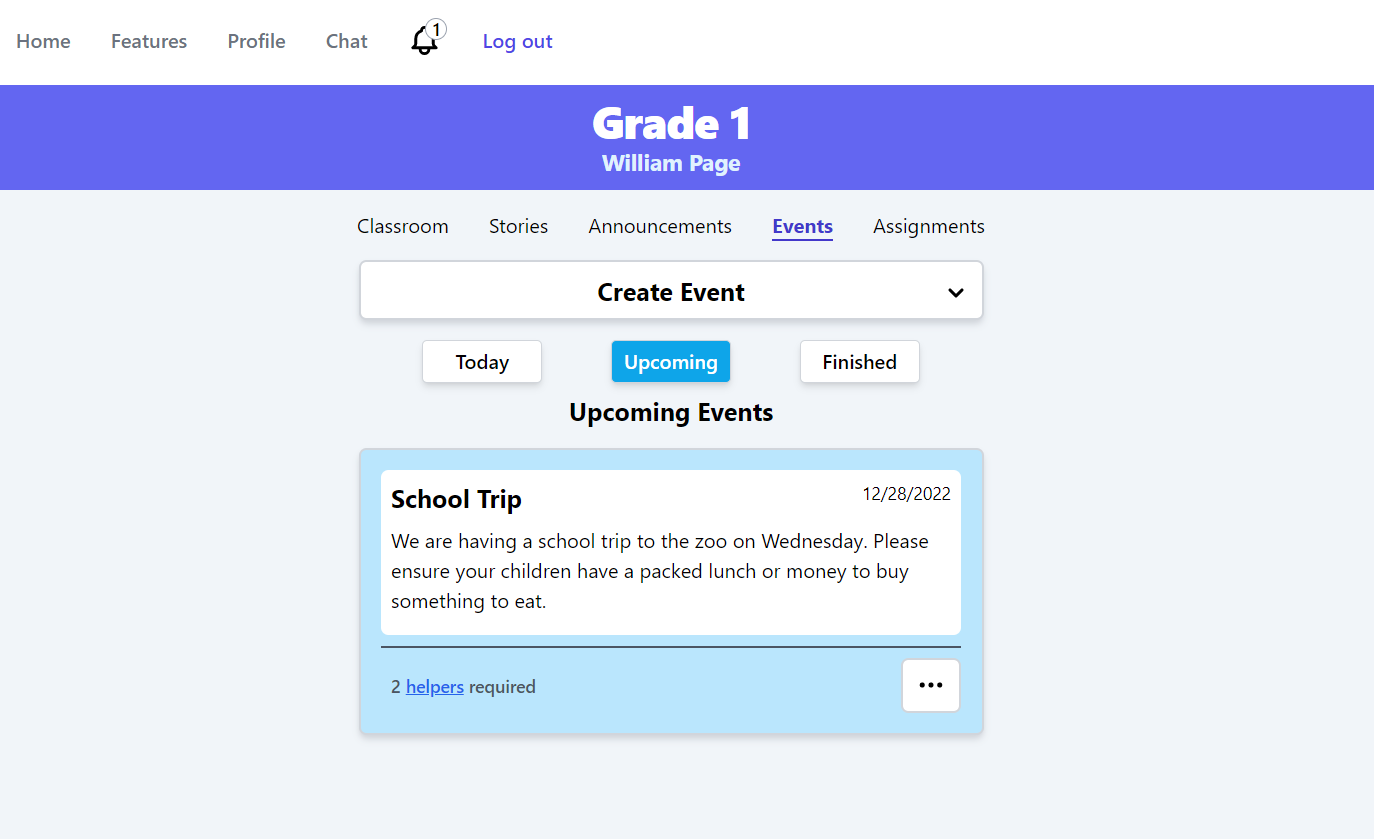 Home Features Profile Chat 1 Log out
Grade 1
William Page
Classroom Stories Announcements Events Assignments
Create Event
Today Upcoming Finished
Upcoming Events
School Trip 12/28/2022
We are having a school trip to the zoo on Wednesday. Please
ensure your children have a packed lunch or money to buy
something to eat.
2 helpers required